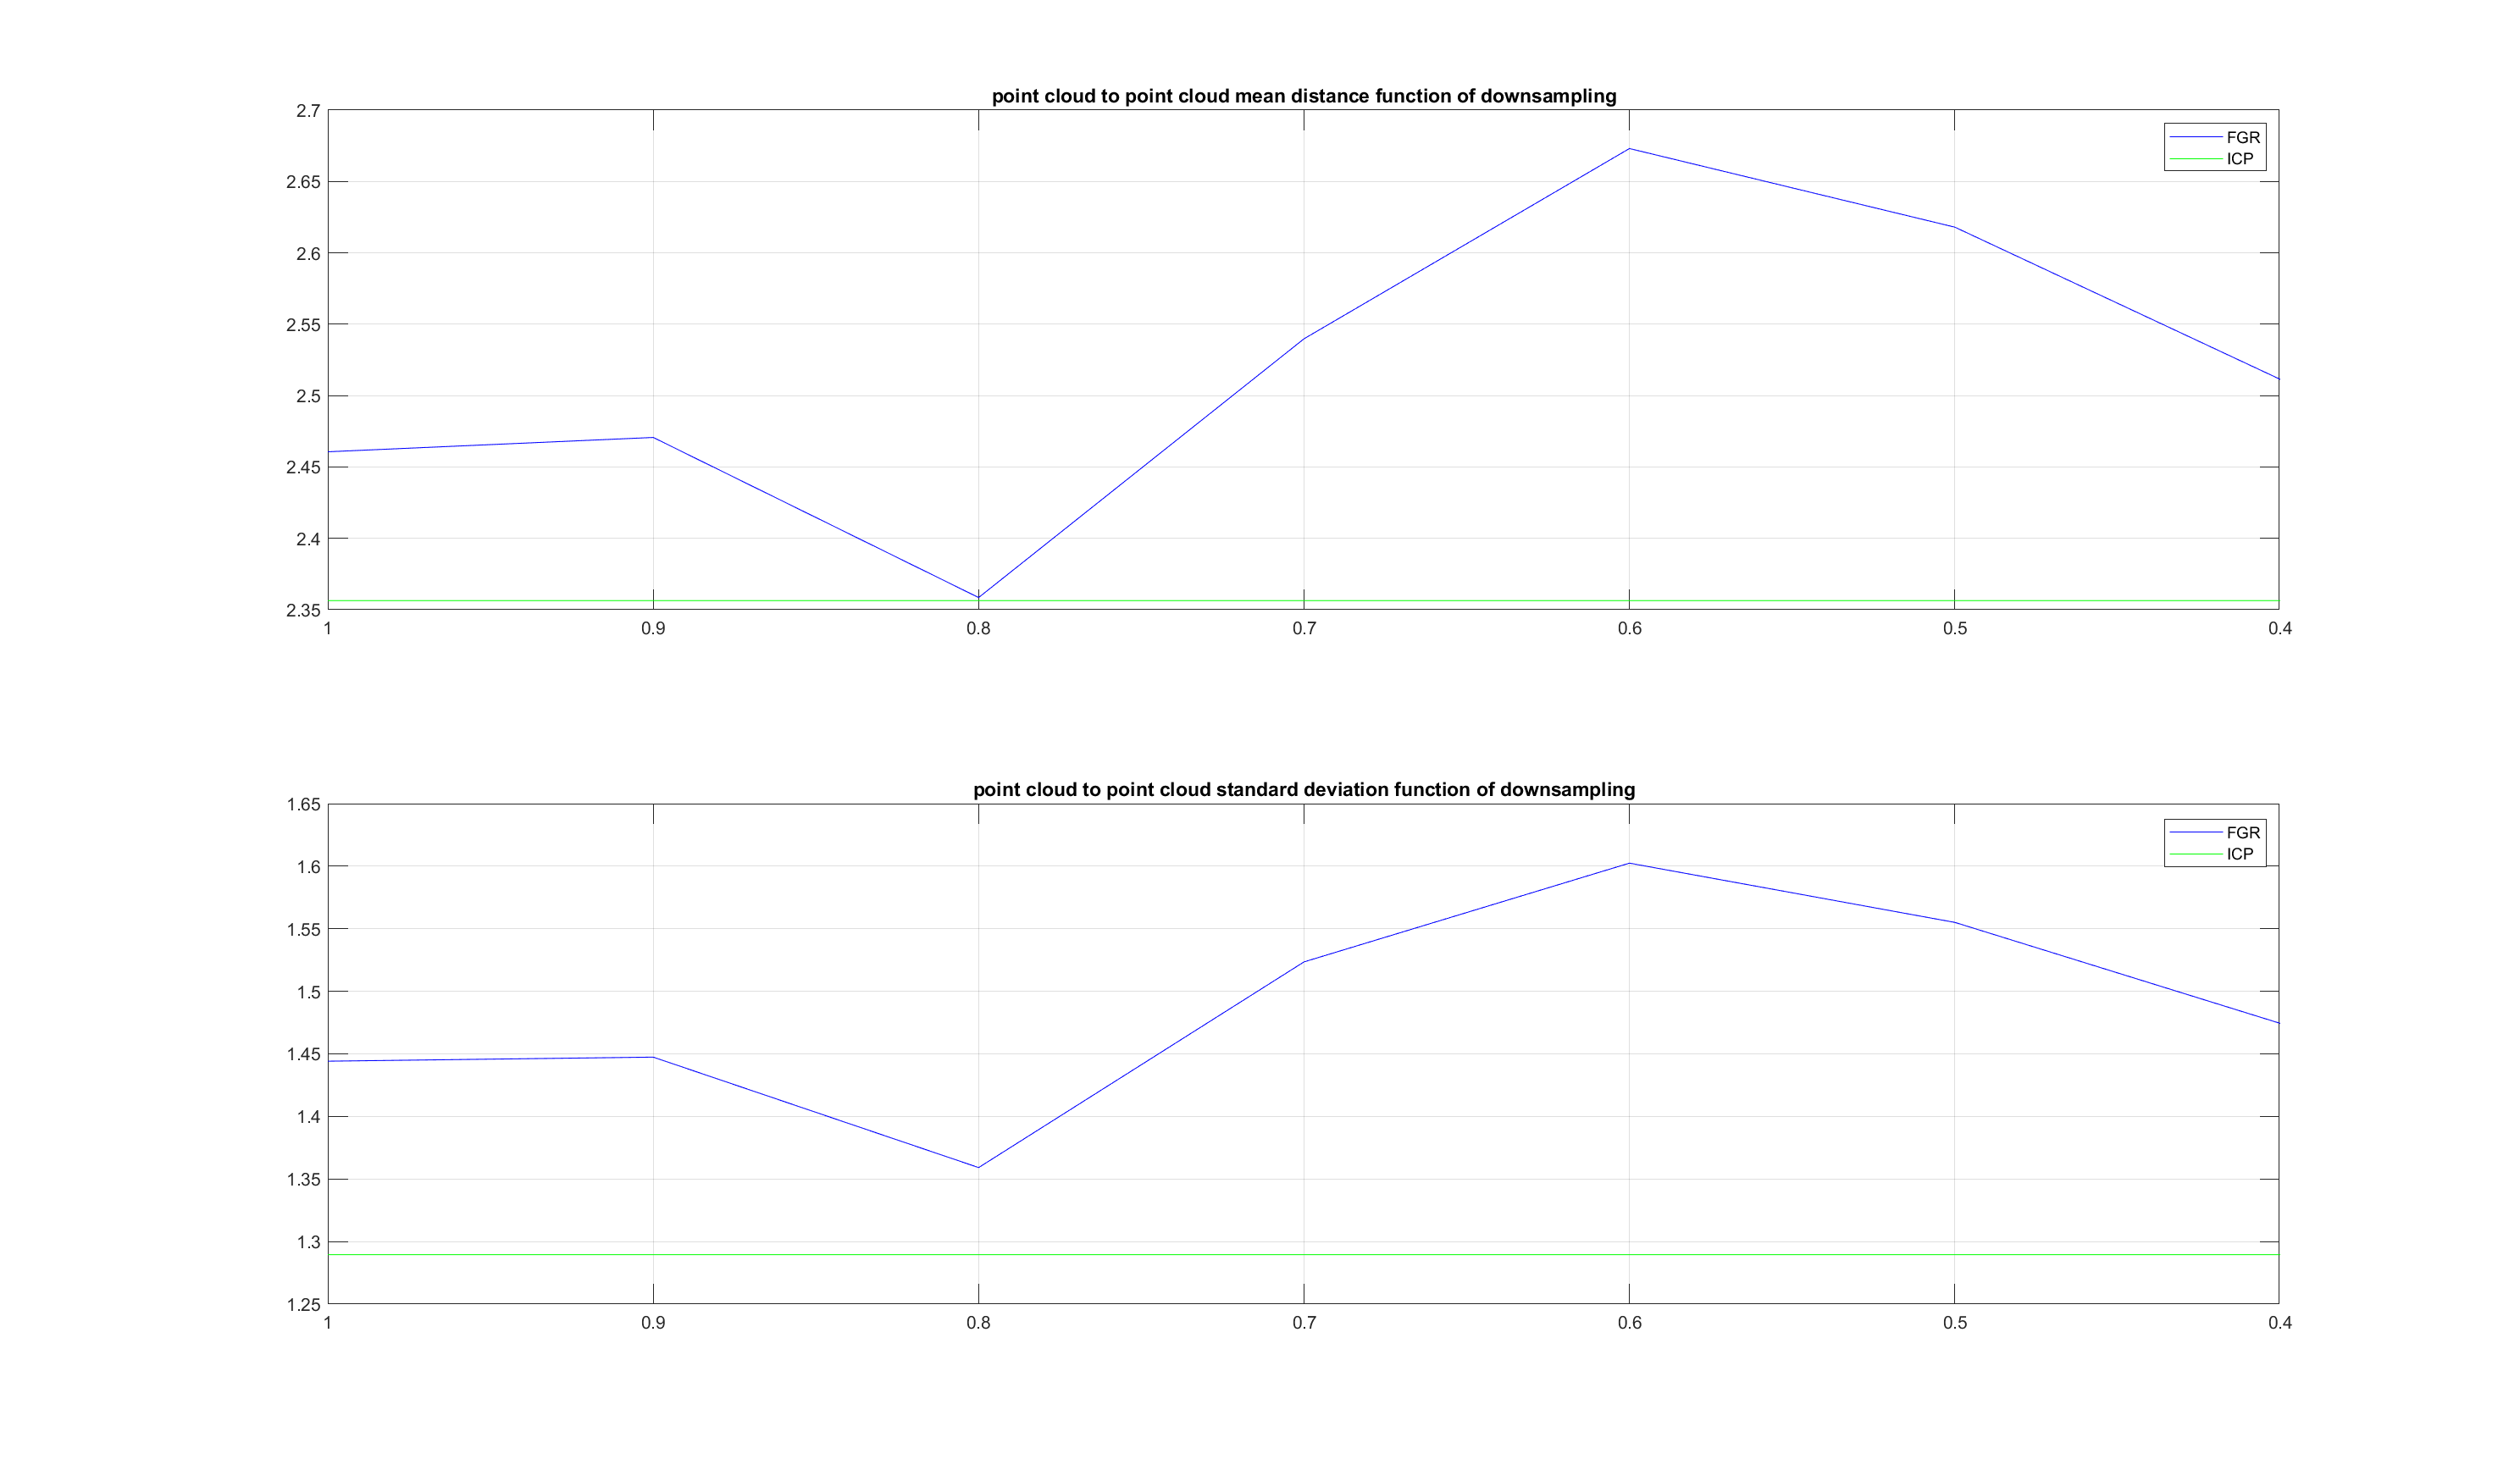 point cloud to point cloud mean distance function of downsampling
2.7
2.65
2.6
2.55
2.5
2.45
2.4
2.35
FGR
ICP
1 0.9 0.8 0.7 0.6 0.5 0.4
point cloud to point cloud standard deviation function of downsampling
1.65
1.6
1.55
1.5
1.45
1.4
1.35
1.3
1.25
FGR
ICP
1 0.9 0.8 0.7 0.6 0.5 0.4